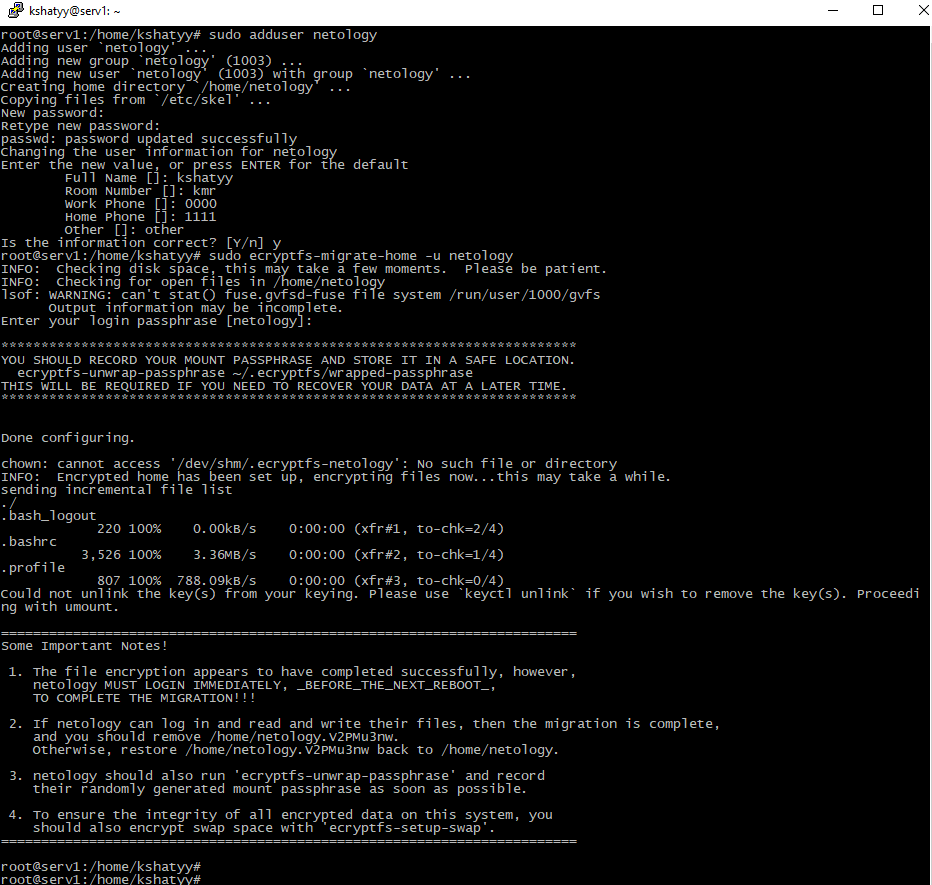 kshatyy@serv1: ~
root@serv1:/home/kshatyy# sudo adduser netology
Adding user `netology' ...
Adding new group `netology' (1003) ...
Adding new user `netology' (1003) with group `netology' ...
Creating home directory `/home/netology' ...
Copying files from `/etc/skel' ...
New password:
Retype new password:
passwd: password updated successfully
Changing the user information for netology
Enter the new value, or press ENTER for the default
        Full Name []: kshatyy
        Room Number []: kmr
        Work Phone []: 0000
        Home Phone []: 1111
        Other []: other
Is the information correct? [Y/n] y
root@serv1:/home/kshatyy# sudo ecryptfs-migrate-home -u netology
INFO:  Checking disk space, this may take a few moments.  Please be patient.
INFO:  Checking for open files in /home/netology
lsof: WARNING: can't stat() fuse.gvfsd-fuse file system /run/user/1000/gvfs
      Output information may be incomplete.
Enter your login passphrase [netology]:
************************************************************************
YOU SHOULD RECORD YOUR MOUNT PASSPHRASE AND STORE IT IN A SAFE LOCATION.
  ecryptfs-unwrap-passphrase ~/.ecryptfs/wrapped-passphrase
THIS WILL BE REQUIRED IF YOU NEED TO RECOVER YOUR DATA AT A LATER TIME.
************************************************************************
Done configuring.
chown: cannot access '/dev/shm/.ecryptfs-netology': No such file or directory
INFO:  Encrypted home has been set up, encrypting files now...this may take a while.
sending incremental file list
./
.bash_logout
            220 100%    0.00kB/s    0:00:00 (xfr#1, to-chk=2/4)
.bashrc
          3,526 100%    3.36MB/s    0:00:00 (xfr#2, to-chk=1/4)
.profile
            807 100%  788.09kB/s    0:00:00 (xfr#3, to-chk=0/4)
Could not unlink the key(s) from your keying. Please use `keyctl unlink` if you wish to remove the key(s). Proceedi
ng with umount.
========================================================================
Some Important Notes!
 1. The file encryption appears to have completed successfully, however,
    netology MUST LOGIN IMMEDIATELY, _BEFORE_THE_NEXT_REBOOT_,
    TO COMPLETE THE MIGRATION!!!
 2. If netology can log in and read and write their files, then the migration is complete,
    and you should remove /home/netology.V2PMu3nw.
    Otherwise, restore /home/netology.V2PMu3nw back to /home/netology.
 3. netology should also run 'ecryptfs-unwrap-passphrase' and record
    their randomly generated mount passphrase as soon as possible.
 4. To ensure the integrity of all encrypted data on this system, you
    should also encrypt swap space with 'ecryptfs-setup-swap'.
========================================================================
root@serv1:/home/kshatyy#
root@serv1:/home/kshatyy#